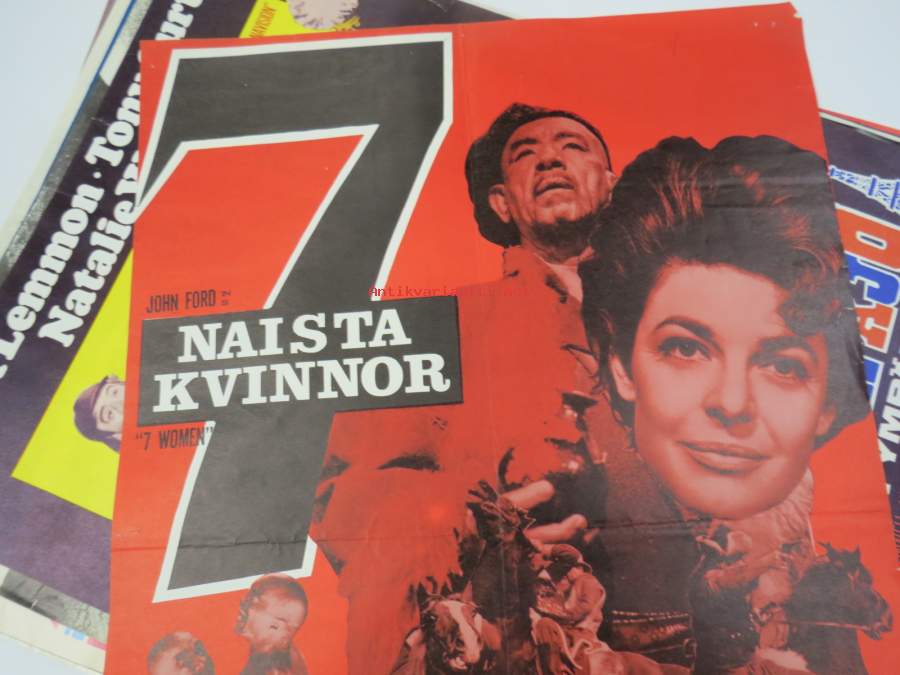 7
JOHN FORD
NAISTA
KVINNOR
"7 WOMEN"
Lemmon · Tony
Natalie